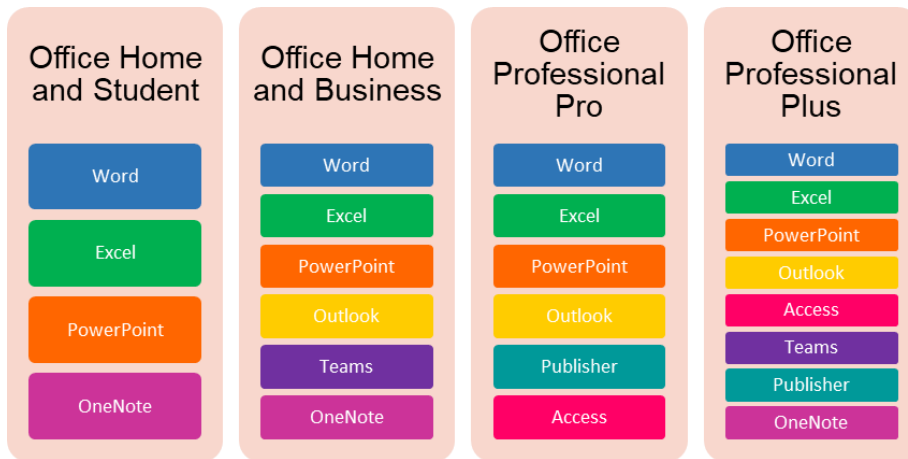 Office Home
and Student
Word
Excel
PowerPoint
OneNote
Office Home
and Business
Word
Excel
PowerPoint
Outlook
Teams
OneNote
Office
Professional
Pro
Word
Excel
PowerPoint
Outlook
Publisher
Access
Office
Professional
Plus
Word
Excel
PowerPoint
Outlook
Access
Teams
Publisher
OneNote